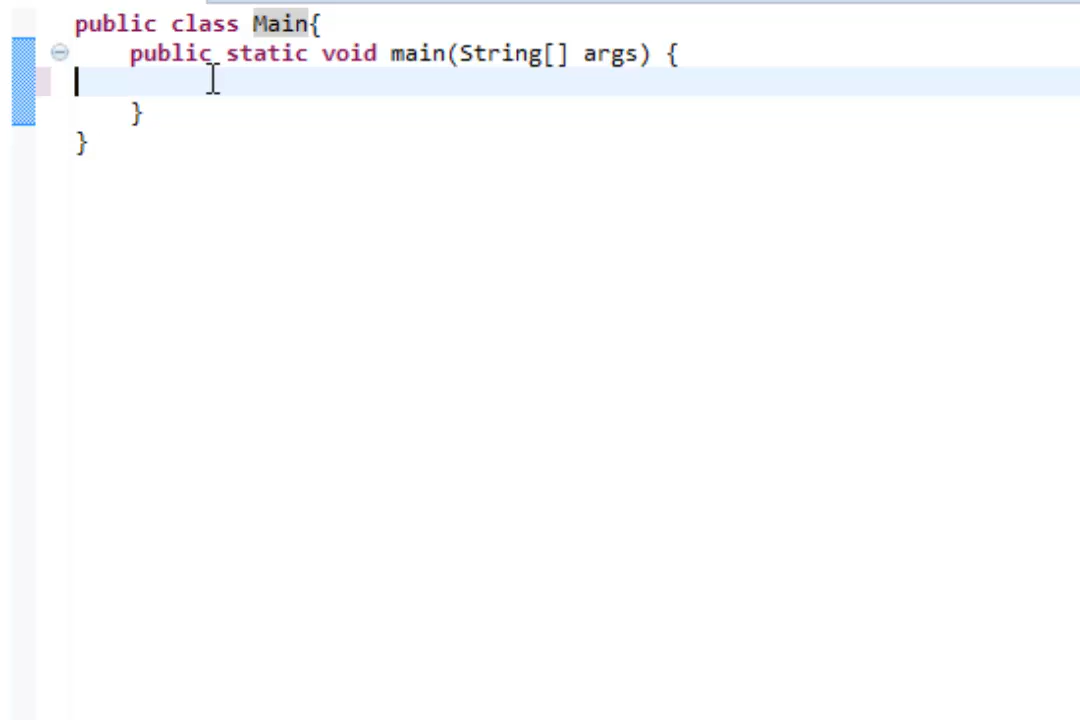 public class Main{
    public static void main(String[] args) {
    }
}